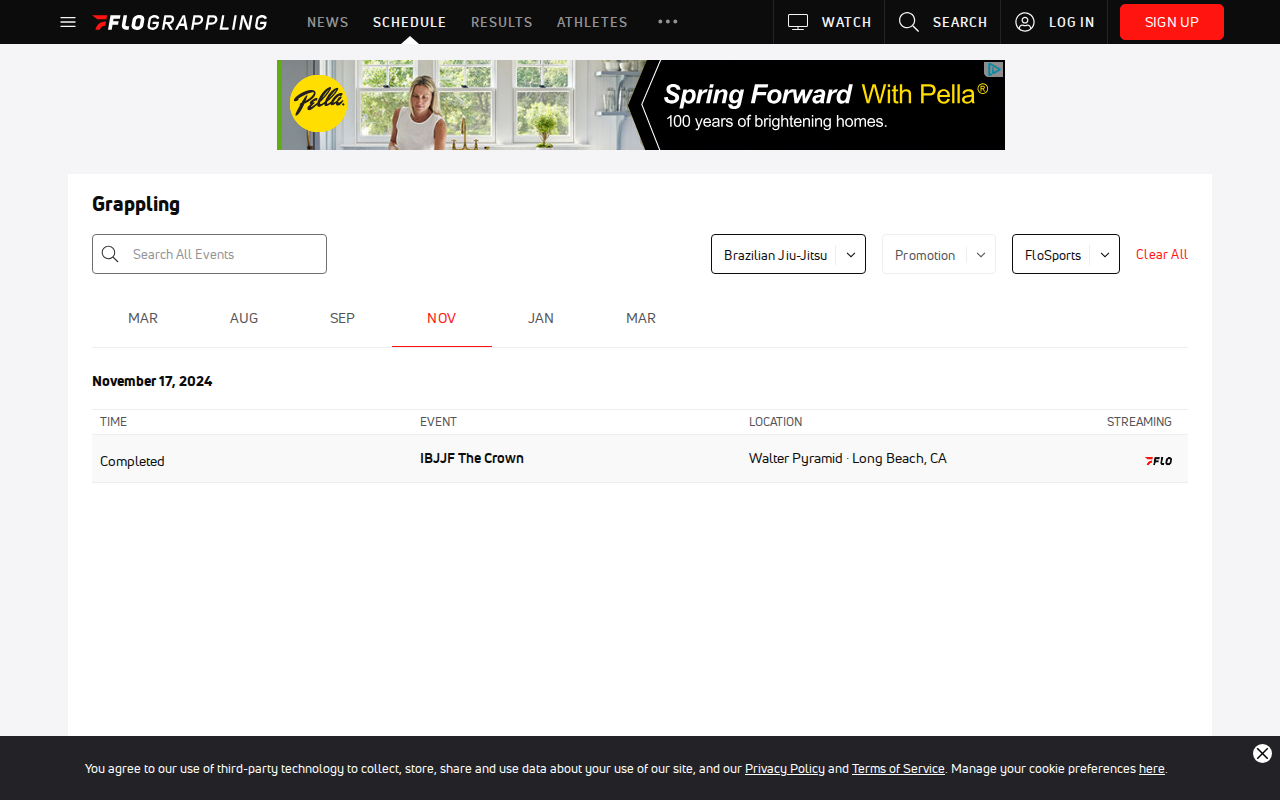 FLOGRAPPLING NEWS SCHEDULE RESULTS ATHLETES ••• WATCH SEARCH LOG IN SIGN UP
Pella.
Spring Forward With Pella®
100 years of brightening homes.
Grappling
Search All Events Brazilian Jiu-Jitsu Promotion FloSports Clear All
MAR AUG SEP NOV JAN MAR
November 17, 2024
TIME EVENT LOCATION STREAMING
Completed IBJJF The Crown Walter Pyramid · Long Beach, CA FLO
You agree to our use of third-party technology to collect, store, share and use data about your use of our site, and our Privacy Policy and Terms of Service. Manage your cookie preferences here.